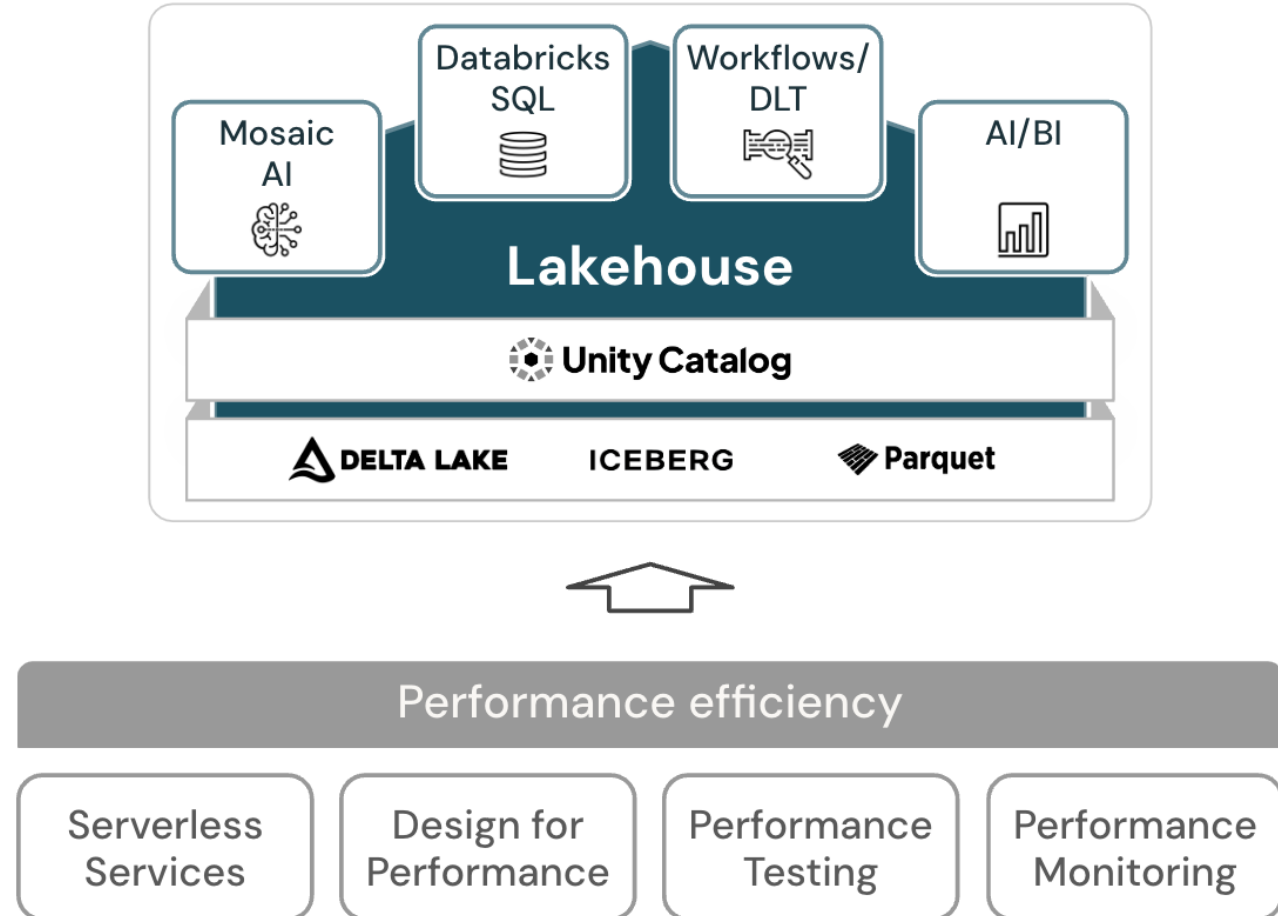 Databricks
SQL
Workflows/
DLT
Mosaic
AI
AI/BI
Lakehouse
Unity Catalog
DELTA LAKE
ICEBERG
Parquet
Performance efficiency
Serverless
Services
Design for
Performance
Performance
Testing
Performance
Monitoring